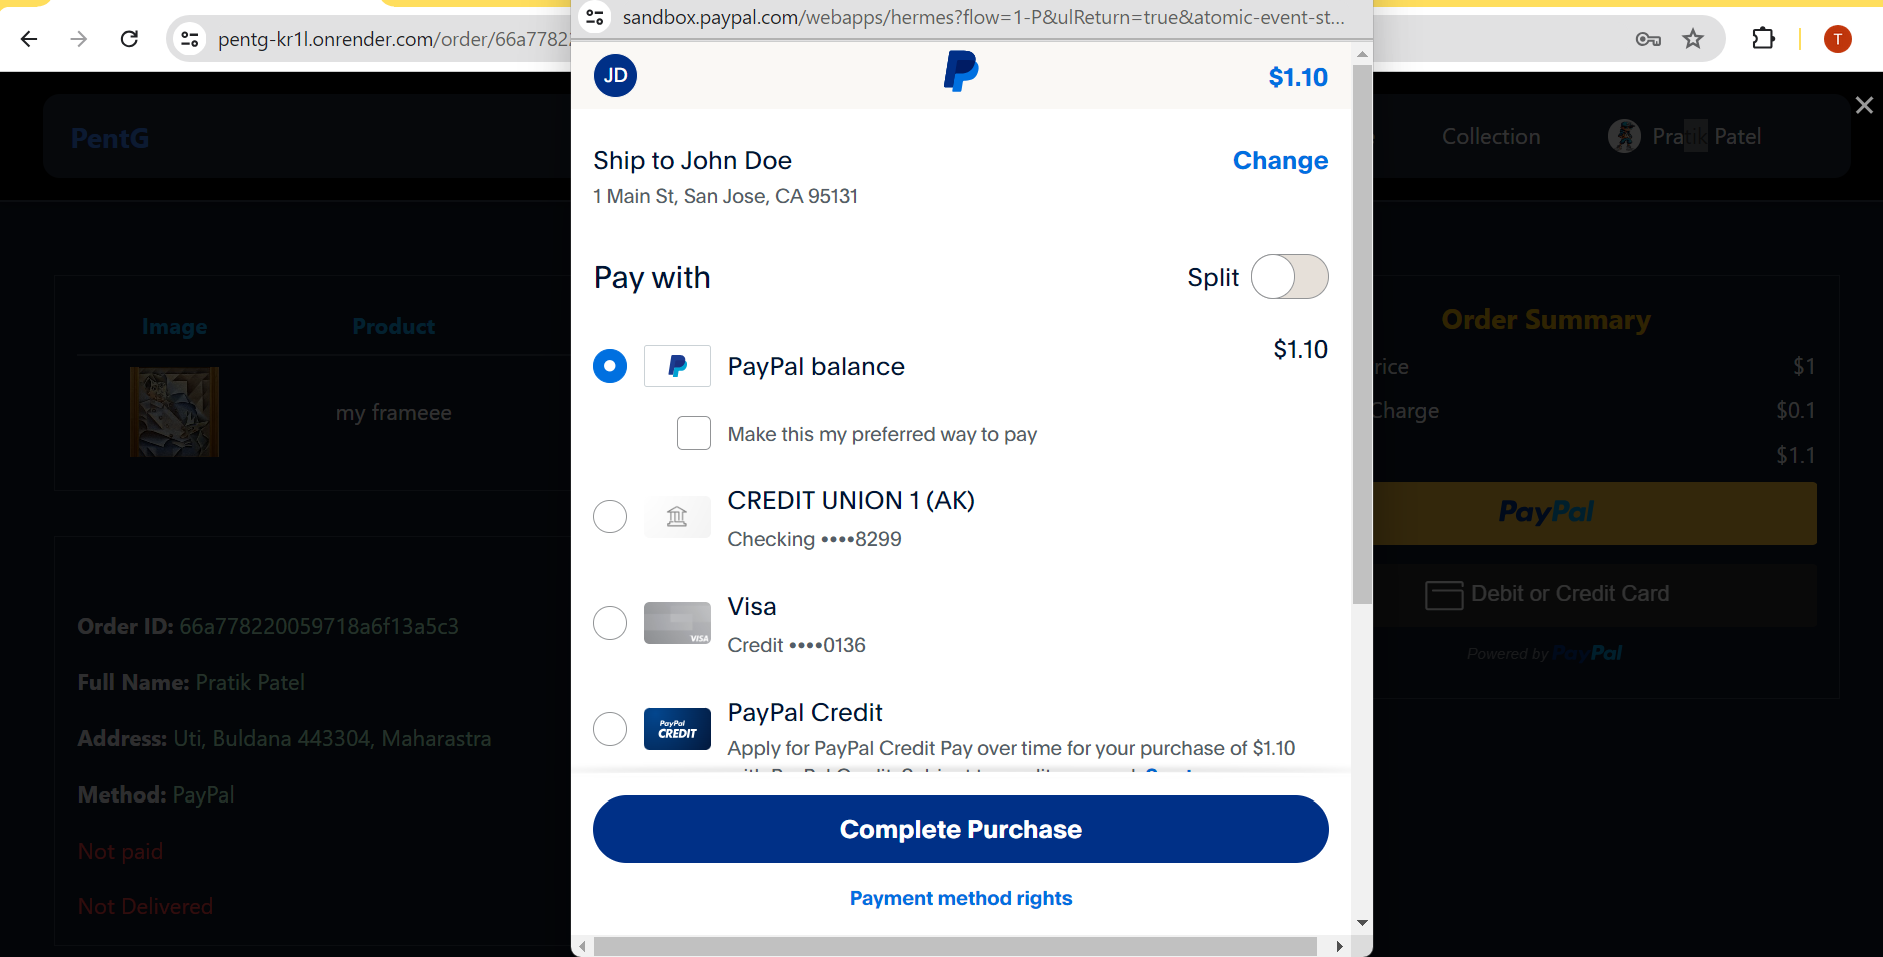 sandbox.paypal.com/webapps/hermes?flow=1-P&ulReturn=true&atomic-event-st...
pentg-kr1l.onrender.com/order/66a7782
T
JD
$1.10
PentG
Collection
Pratik Patel
Ship to John Doe
Change
1 Main St, San Jose, CA 95131
Pay with
Split
Image
Product
my frameee
PayPal balance
$1.10
Make this my preferred way to pay
CREDIT UNION 1 (AK)
Checking ••••8299
VISA
Visa
Credit ••••0136
PayPal CREDIT
PayPal Credit
Apply for PayPal Credit Pay over time for your purchase of $1.10
Complete Purchase
Payment method rights
Order Summary
rice
$1
Charge
$0.1
$1.1
PayPal
Debit or Credit Card
Powered by PayPal
Order ID: 66a778220059718a6f13a5c3
Full Name: Pratik Patel
Address: Uti, Buldana 443304, Maharastra
Method: PayPal
Not paid
Not Delivered